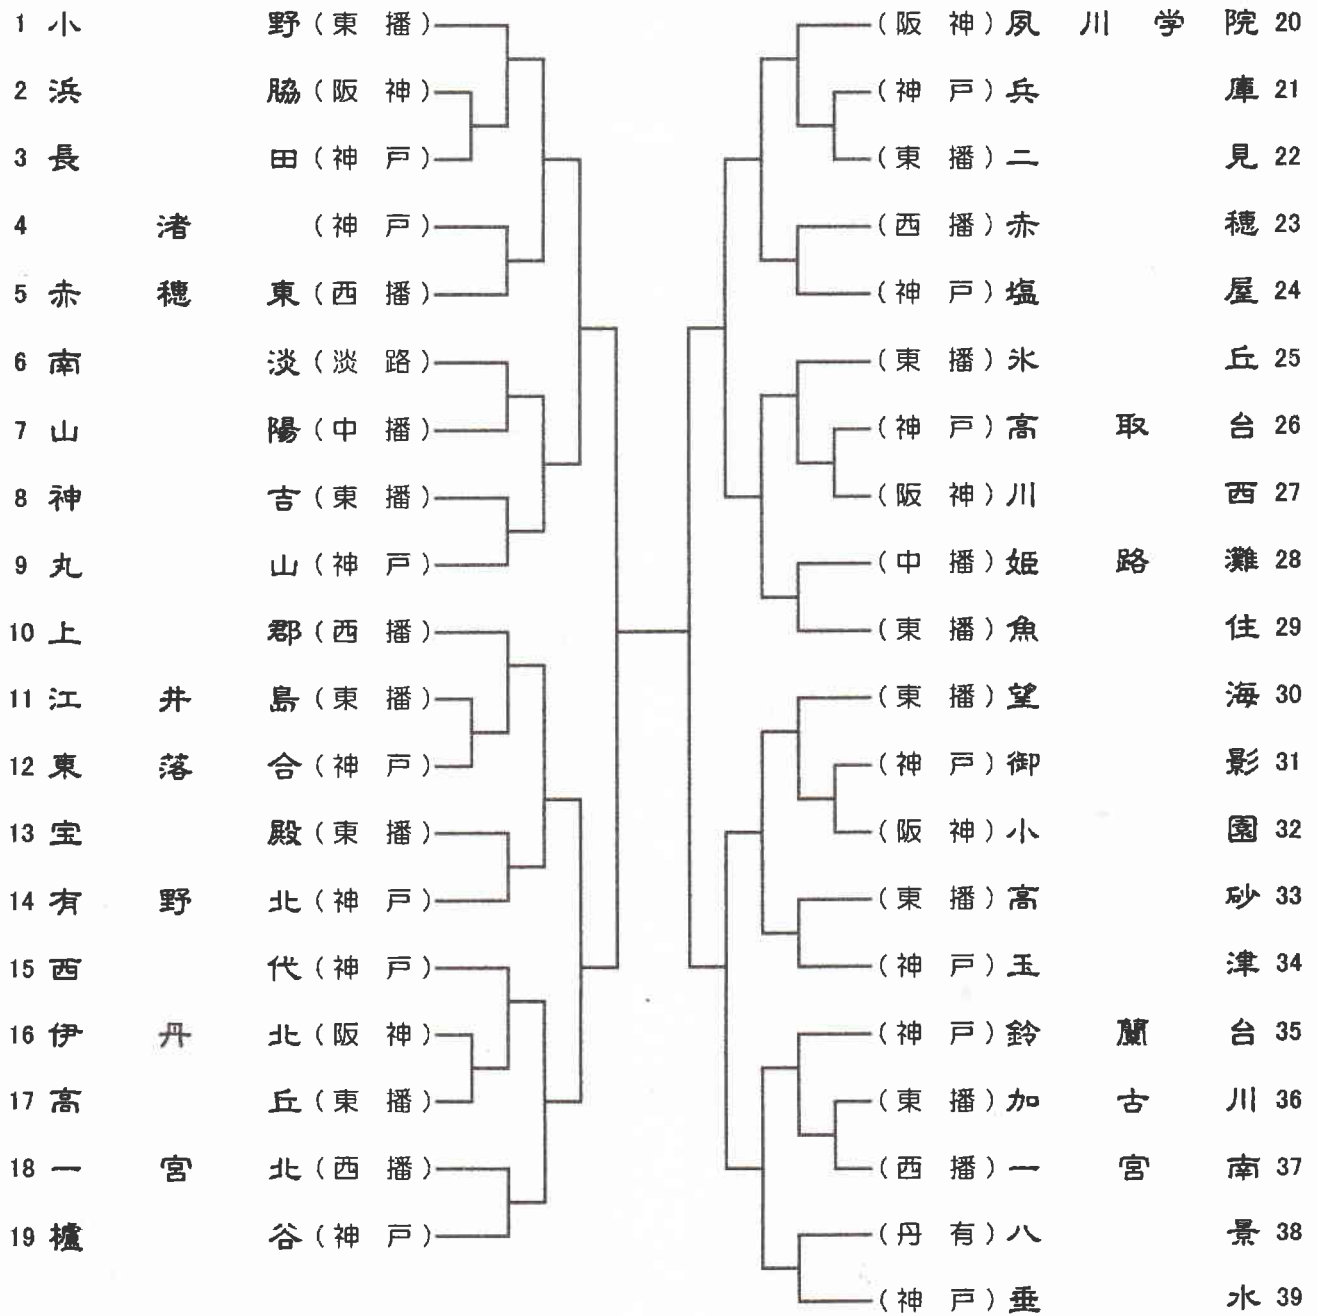 1 小野 (東播)
2 浜脇 (阪神)
3 長田 (神戸)
4 渚 (神戸)
5 赤穂東 (西播)
6 南淡 (淡路)
7 山陽 (中播)
8 神吉 (東播)
9 丸山 (神戸)
10 上郡 (西播)
11 江井島 (東播)
12 東落合 (神戸)
13 宝殿 (東播)
14 有野北 (神戸)
15 西代 (神戸)
16 伊丹北 (阪神)
17 高丘 (東播)
18 一宮北 (西播)
19 櫨谷 (神戸)
(阪神) 夙川学院 20
(神戸) 兵庫 21
(東播) 二見 22
(西播) 赤穂 23
(神戸) 塩屋 24
(東播) 氷丘 25
(神戸) 高取台 26
(阪神) 川西 27
(中播) 姫路灘 28
(東播) 魚住 29
(東播) 望海 30
(神戸) 御影 31
(阪神) 小園 32
(東播) 高砂 33
(神戸) 玉津 34
(神戸) 鈴蘭台 35
(東播) 加古川 36
(西播) 一宮南 37
(丹有) 八景 38
(神戸) 垂水 39